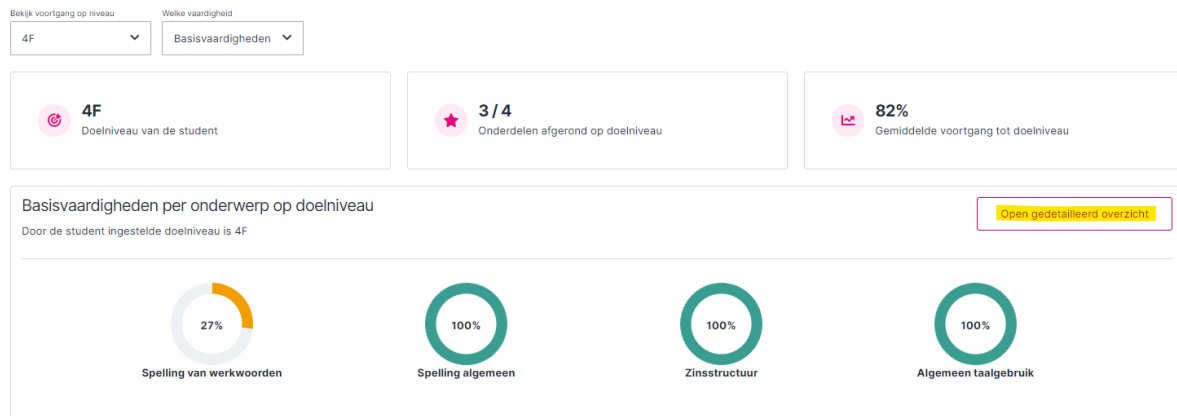 Bekijk voortgang op niveau
Welke vaardigheid
4F
Basisvaardigheden
4F
Doelniveau van de student
3 / 4
Onderdelen afgerond op doelniveau
82%
Gemiddelde voortgang tot doelniveau
Basisvaardigheden per onderwerp op doelniveau
Open gedetailleerd overzicht
Door de student ingestelde doelniveau is 4F
27%
100%
100%
100%
Spelling van werkwoorden
Spelling algemeen
Zinsstructuur
Algemeen taalgebruik